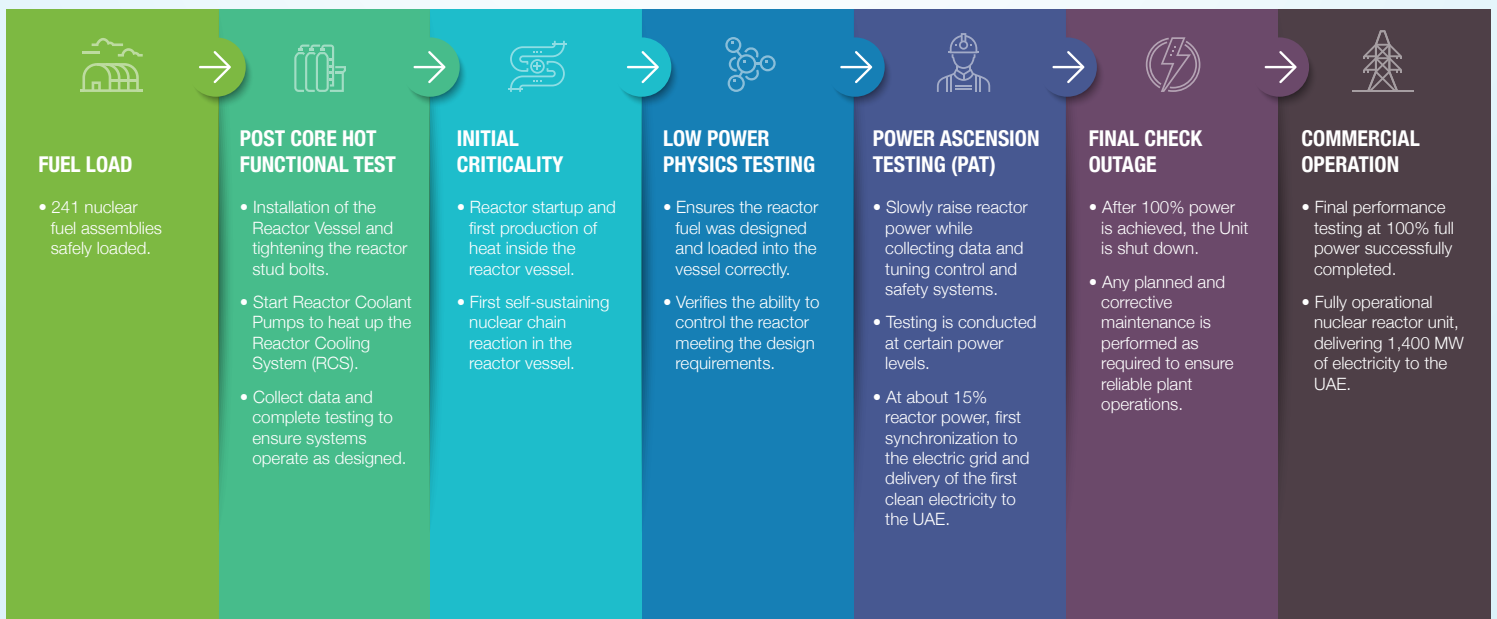 FUEL LOAD
• 241 nuclear
fuel assemblies
safely loaded.
POST CORE HOT
FUNCTIONAL TEST
• Installation of the
Reactor Vessel and
tightening the reactor
stud bolts.
• Start Reactor Coolant
Pumps to heat up the
Reactor Cooling
System (RCS).
• Collect data and
complete testing to
ensure systems
operate as designed.
INITIAL
CRITICALITY
• Reactor startup and
first production of
heat inside the
reactor vessel.
• First self-sustaining
nuclear chain
reaction in the
reactor vessel.
LOW POWER
PHYSICS TESTING
• Ensures the reactor
fuel was designed
and loaded into the
vessel correctly.
• Verifies the ability to
control the reactor
meeting the design
requirements.
POWER ASCENSION
TESTING (PAT)
• Slowly raise reactor
power while
collecting data and
tuning control and
safety systems.
• Testing is conducted
at certain power
levels.
• At about 15%
reactor power, first
synchronization to
the electric grid and
delivery of the first
clean electricity to
the UAE.
FINAL CHECK
OUTAGE
• After 100% power
is achieved, the Unit
is shut down.
• Any planned and
corrective
maintenance is
performed as
required to ensure
reliable plant
operations.
COMMERCIAL
OPERATION
• Final performance
testing at 100% full
power successfully
completed.
• Fully operational
nuclear reactor unit,
delivering 1,400 MW
of electricity to the
UAE.